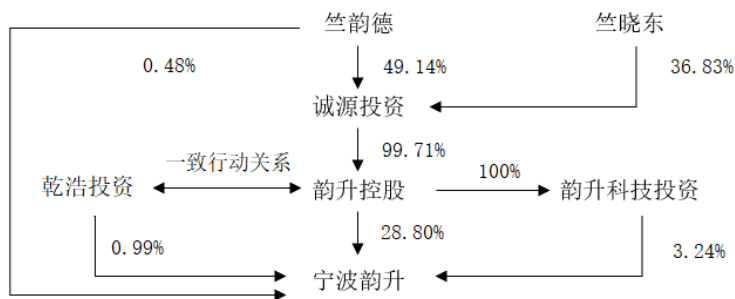 竺韵德
竺晓东
0.48%
49.14%
36.83%
诚源投资
一致行动关系
99.71%
乾浩投资
韵升控股
100%
韵升科技投资
0.99%
28.80%
3.24%
宁波韵升